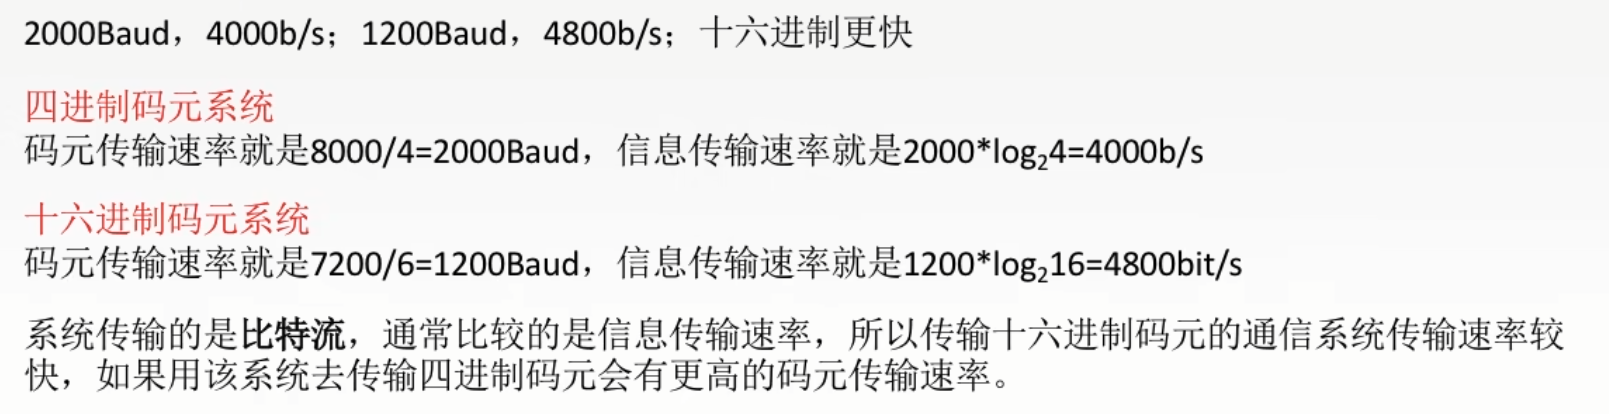 2000Baud，4000b/s；1200Baud，4800b/s；十六进制更快
四进制码元系统
码元传输速率就是8000/4=2000Baud，信息传输速率就是2000*log₂4=4000b/s
十六进制码元系统
码元传输速率就是7200/6=1200Baud，信息传输速率就是1200*log₂16=4800bit/s
系统传输的是比特流，通常比较的是信息传输速率，所以传输十六进制码元的通信系统传输速率较
快，如果用该系统去传输四进制码元会有更高的码元传输速率。